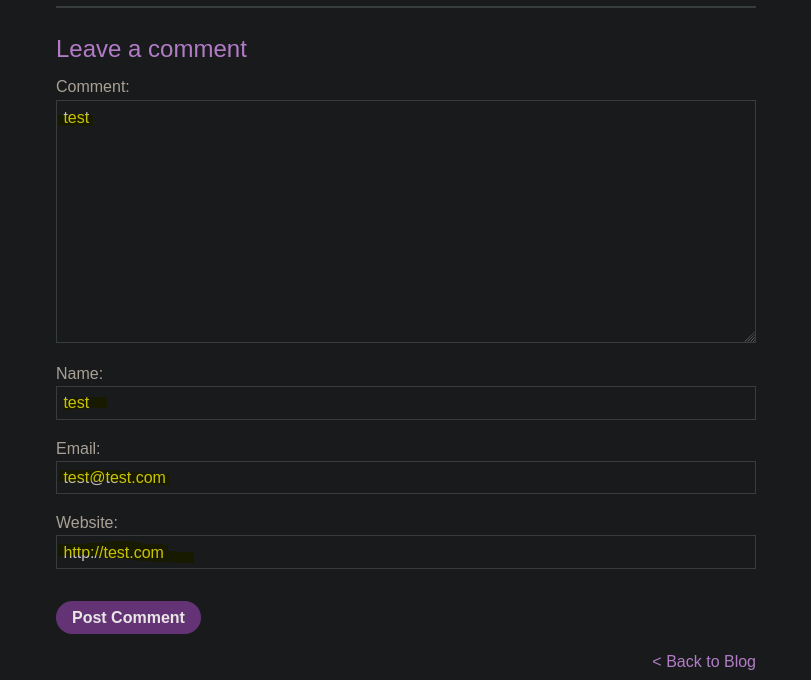 Leave a comment
Comment:
test
Name:
test
Email:
test@test.com
Website:
http://test.com
Post Comment
< Back to Blog